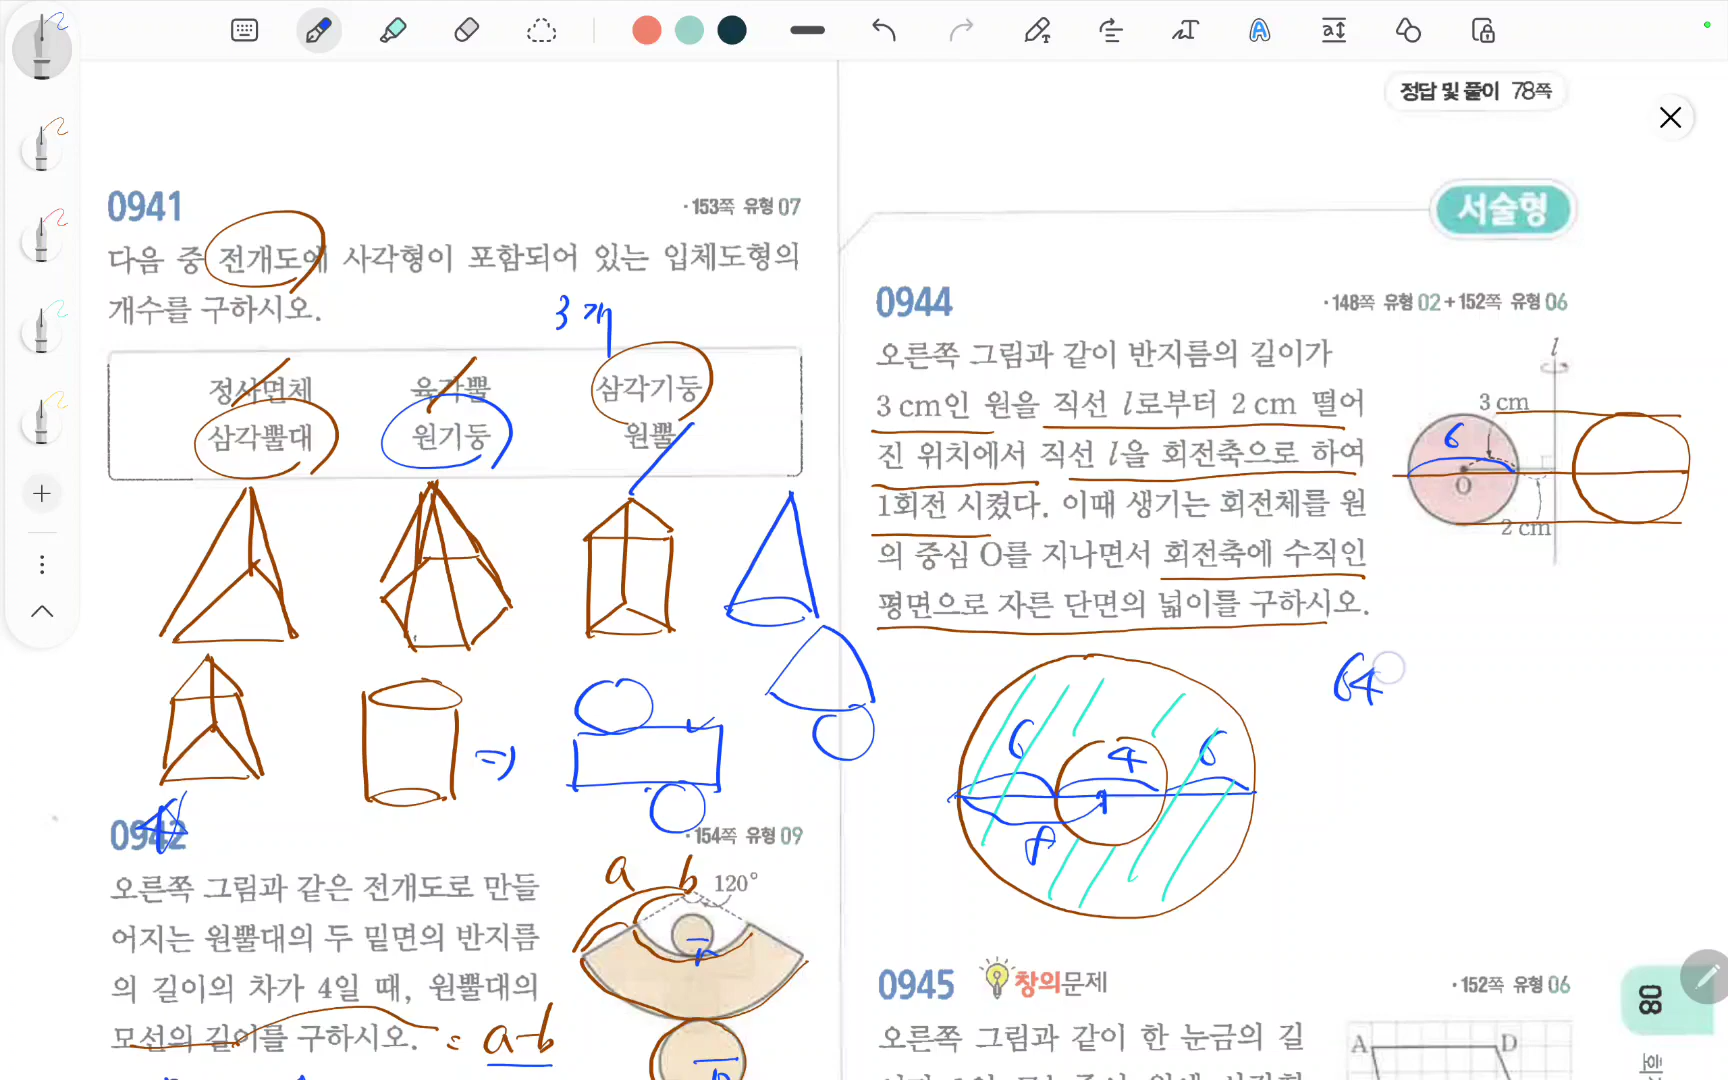 정답 및 풀이 78쪽
0941
·153쪽 유형 07
다음 중 전개도에 사각형이 포함되어 있는 입체도형의
개수를 구하시오.
3개
정사면체 육각뿔 삼각기둥
삼각뿔대 원기둥 원뿔
⇒
0942
·154쪽 유형 09
오른쪽 그림과 같은 전개도로 만들
어지는 원뿔대의 두 밑면의 반지름
의 길이의 차가 4일 때, 원뿔대의
모선의 길이를 구하시오.
= a-b
a b 120°
r
서술형
0944
·148쪽 유형 02+152쪽 유형 06
오른쪽 그림과 같이 반지름의 길이가
3 cm인 원을 직선 l로부터 2 cm 떨어
진 위치에서 직선 l을 회전축으로 하여
1회전 시켰다. 이때 생기는 회전체를 원
의 중심 O를 지나면서 회전축에 수직인
평면으로 자른 단면의 넓이를 구하시오.
l
3 cm
6
O
2 cm
6 4 6
8
64
0945
창의문제
·152쪽 유형 06
오른쪽 그림과 같이 한 눈금의 길
A D
08